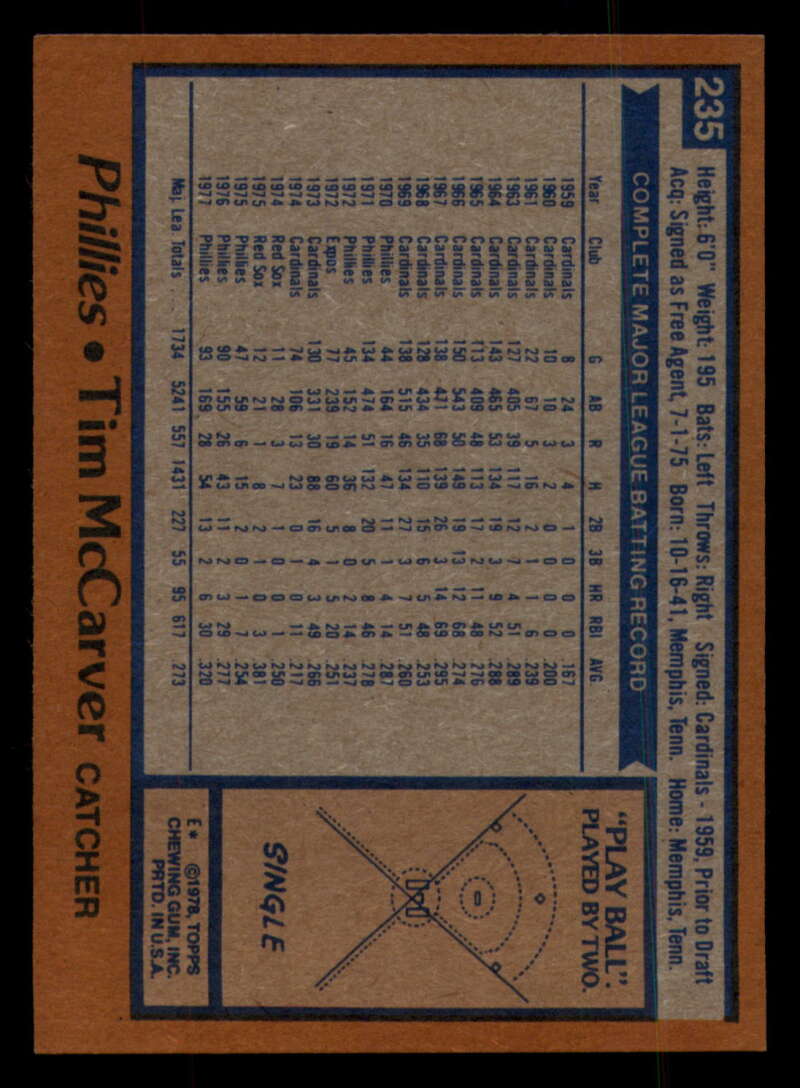 235
Height: 6'0" Weight: 195 Bats: Left Throws: Right Signed: Cardinals - 1959, Prior to Draft
Acq: Signed as Free Agent, 7-1-75 Born: 10-16-41, Memphis, Tenn. Home: Memphis, Tenn.
COMPLETE MAJOR LEAGUE BATTING RECORD
Year Club G AB R H 2B 3B HR RBI AVG
1959 Cardinals 8 24 3 4 1 0 0 0 .167
1960 Cardinals 10 10 3 2 0 0 0 0 .200
1961 Cardinals 22 67 5 16 2 1 1 6 .239
1963 Cardinals 127 405 39 117 12 7 4 51 .289
1964 Cardinals 143 465 53 134 19 3 9 52 .288
1965 Cardinals 113 409 48 113 17 2 11 48 .276
1966 Cardinals 150 543 50 149 19 13 12 68 .274
1967 Cardinals 138 471 68 139 26 3 14 69 .295
1968 Cardinals 128 434 35 110 15 6 5 48 .253
1969 Cardinals 138 515 46 134 27 3 7 51 .260
1970 Phillies 44 164 16 47 11 1 4 14 .287
1971 Phillies 134 474 51 132 20 5 8 46 .278
1972 Phillies 45 152 14 36 8 0 2 14 .237
1972 Expos 77 239 19 60 5 1 5 20 .251
1973 Cardinals 130 331 30 88 16 4 3 49 .266
1974 Cardinals 74 106 13 23 0 1 0 11 .217
1974 Red Sox 11 28 3 7 1 0 0 1 .250
1975 Red Sox 12 21 1 8 2 1 0 3 .381
1975 Phillies 47 59 6 15 2 0 1 7 .254
1976 Phillies 90 155 26 43 11 2 3 29 .277
1977 Phillies 93 169 28 54 13 2 6 30 .320
Maj. Lea. Totals . . . 1734 5241 557 1431 227 55 95 617 .273
"PLAY BALL":
PLAYED BY TWO.
SINGLE
E* ©1978, TOPPS
CHEWING GUM, INC.
PRTD. IN U.S.A.
Phillies • Tim McCarver CATCHER